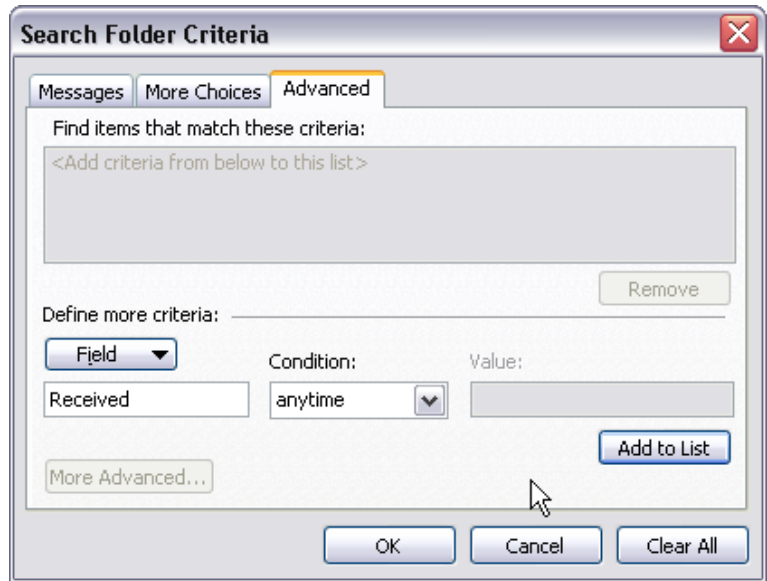 Search Folder Criteria
Messages More Choices Advanced
Find items that match these criteria:
<Add criteria from below to this list>
Remove
Define more criteria:
Field Condition: Value:
Received anytime
Add to List
More Advanced...
OK Cancel Clear All